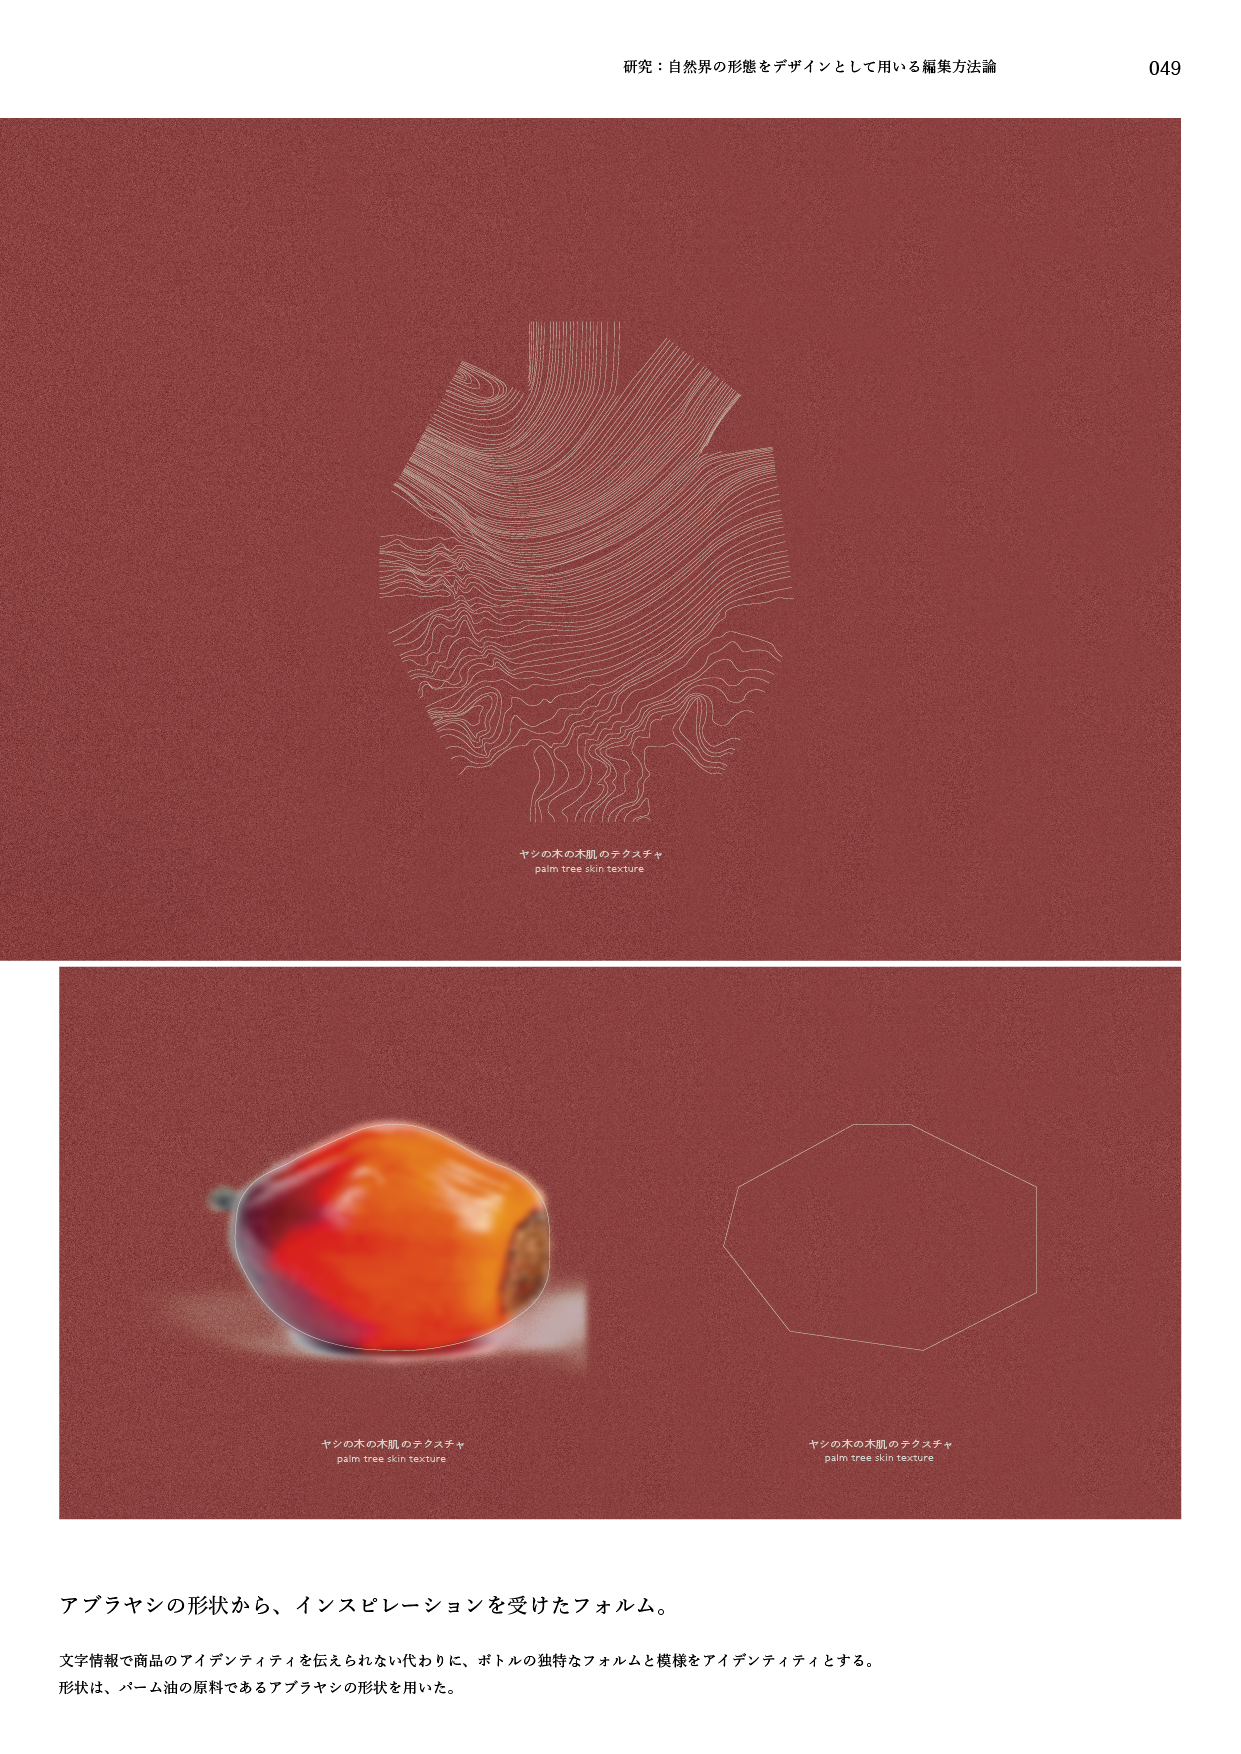 研究：自然界の形態をデザインとして用いる編集方法論
049
ヤシの木の木肌のテクスチャ
palm tree skin texture
ヤシの木の木肌のテクスチャ
palm tree skin texture
ヤシの木の木肌のテクスチャ
palm tree skin texture
アブラヤシの形状から、インスピレーションを受けたフォルム。
文字情報で商品のアイデンティティを伝えられない代わりに、ボトルの独特なフォルムと模様をアイデンティティとする。
形状は、パーム油の原料であるアブラヤシの形状を用いた。